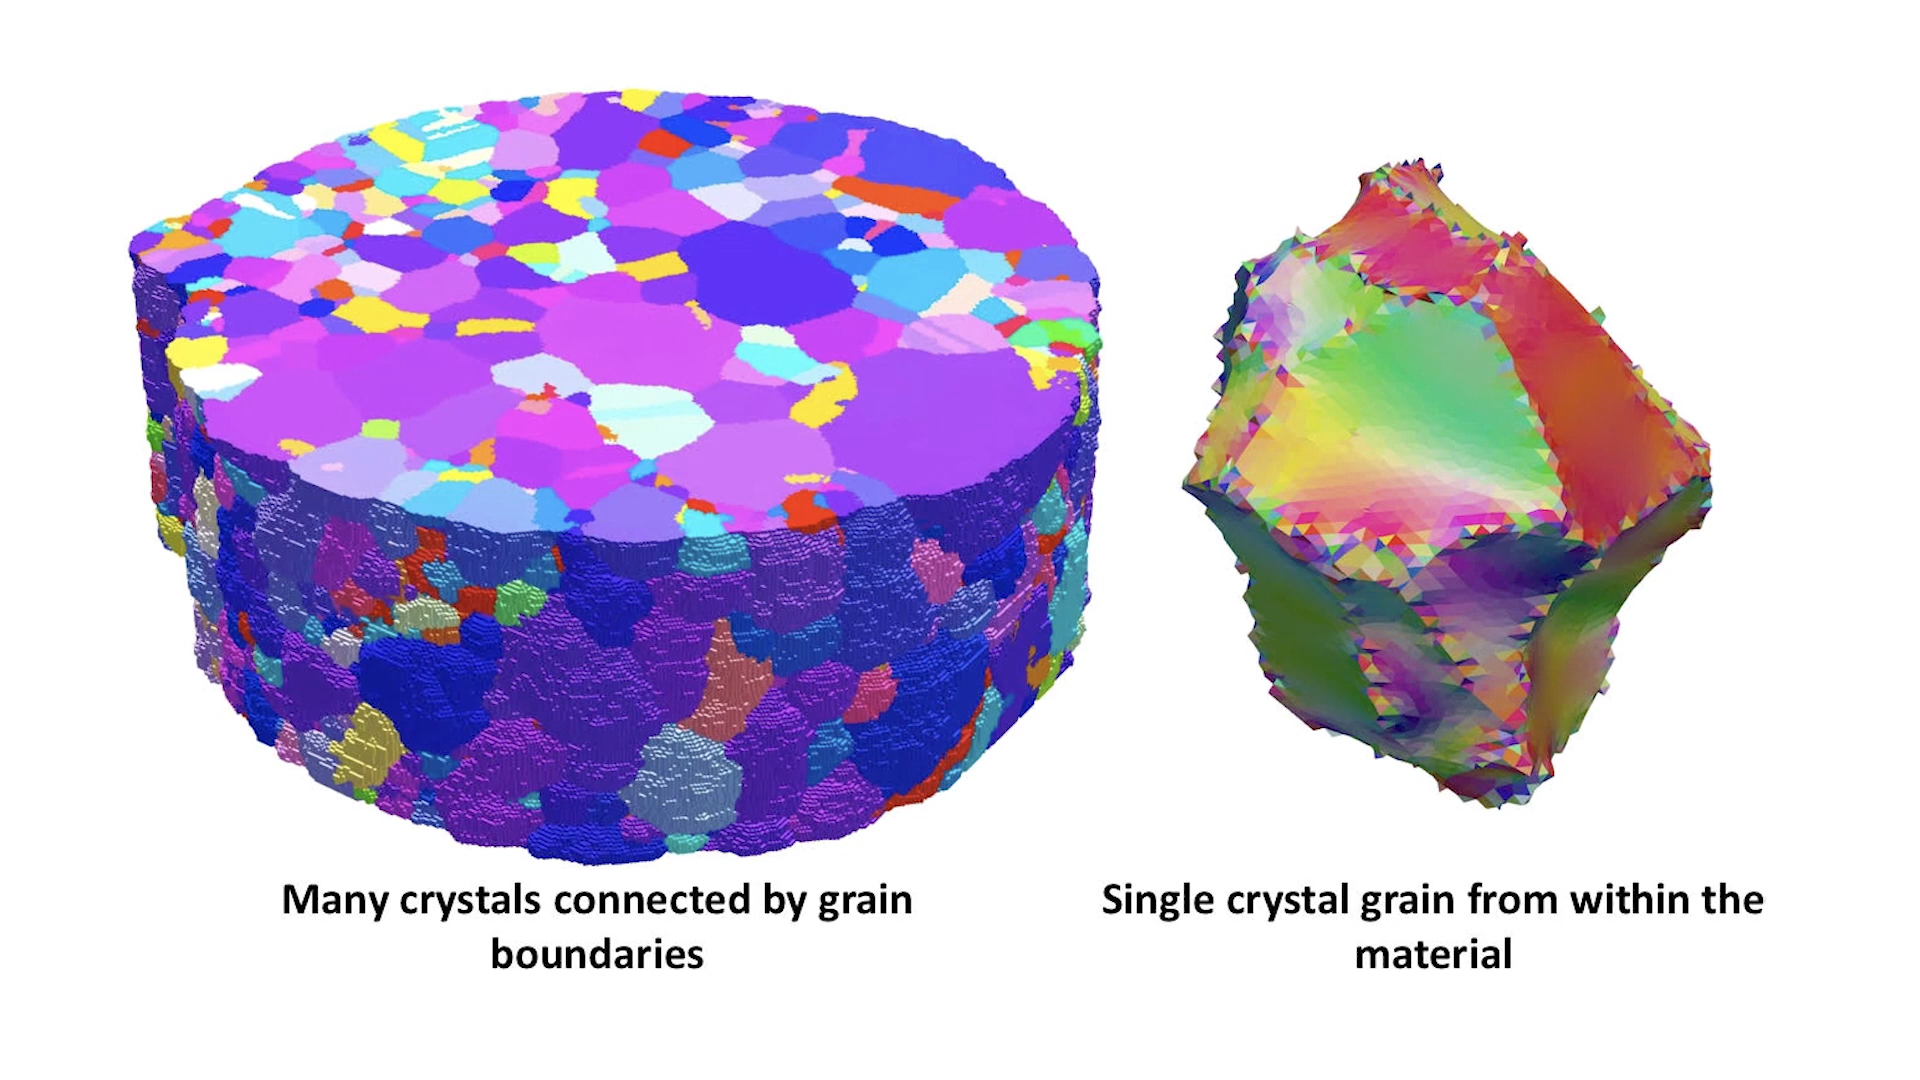 Many crystals connected by grain
boundaries
Single crystal grain from within the
material